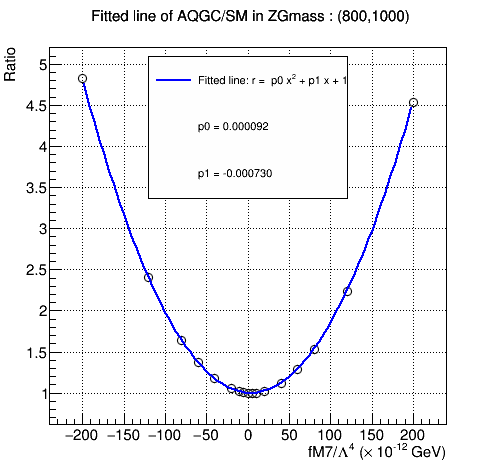 Fitted line of AQGC/SM in ZGmass : (800,1000)
Ratio
Fitted line: r = p0 x² + p1 x + 1
p0 = 0.000092
p1 = -0.000730
5
4.5
4
3.5
3
2.5
2
1.5
1
−200 −150 −100 −50 0 50 100 150 200
fM7/Λ⁴ (× 10⁻¹² GeV)